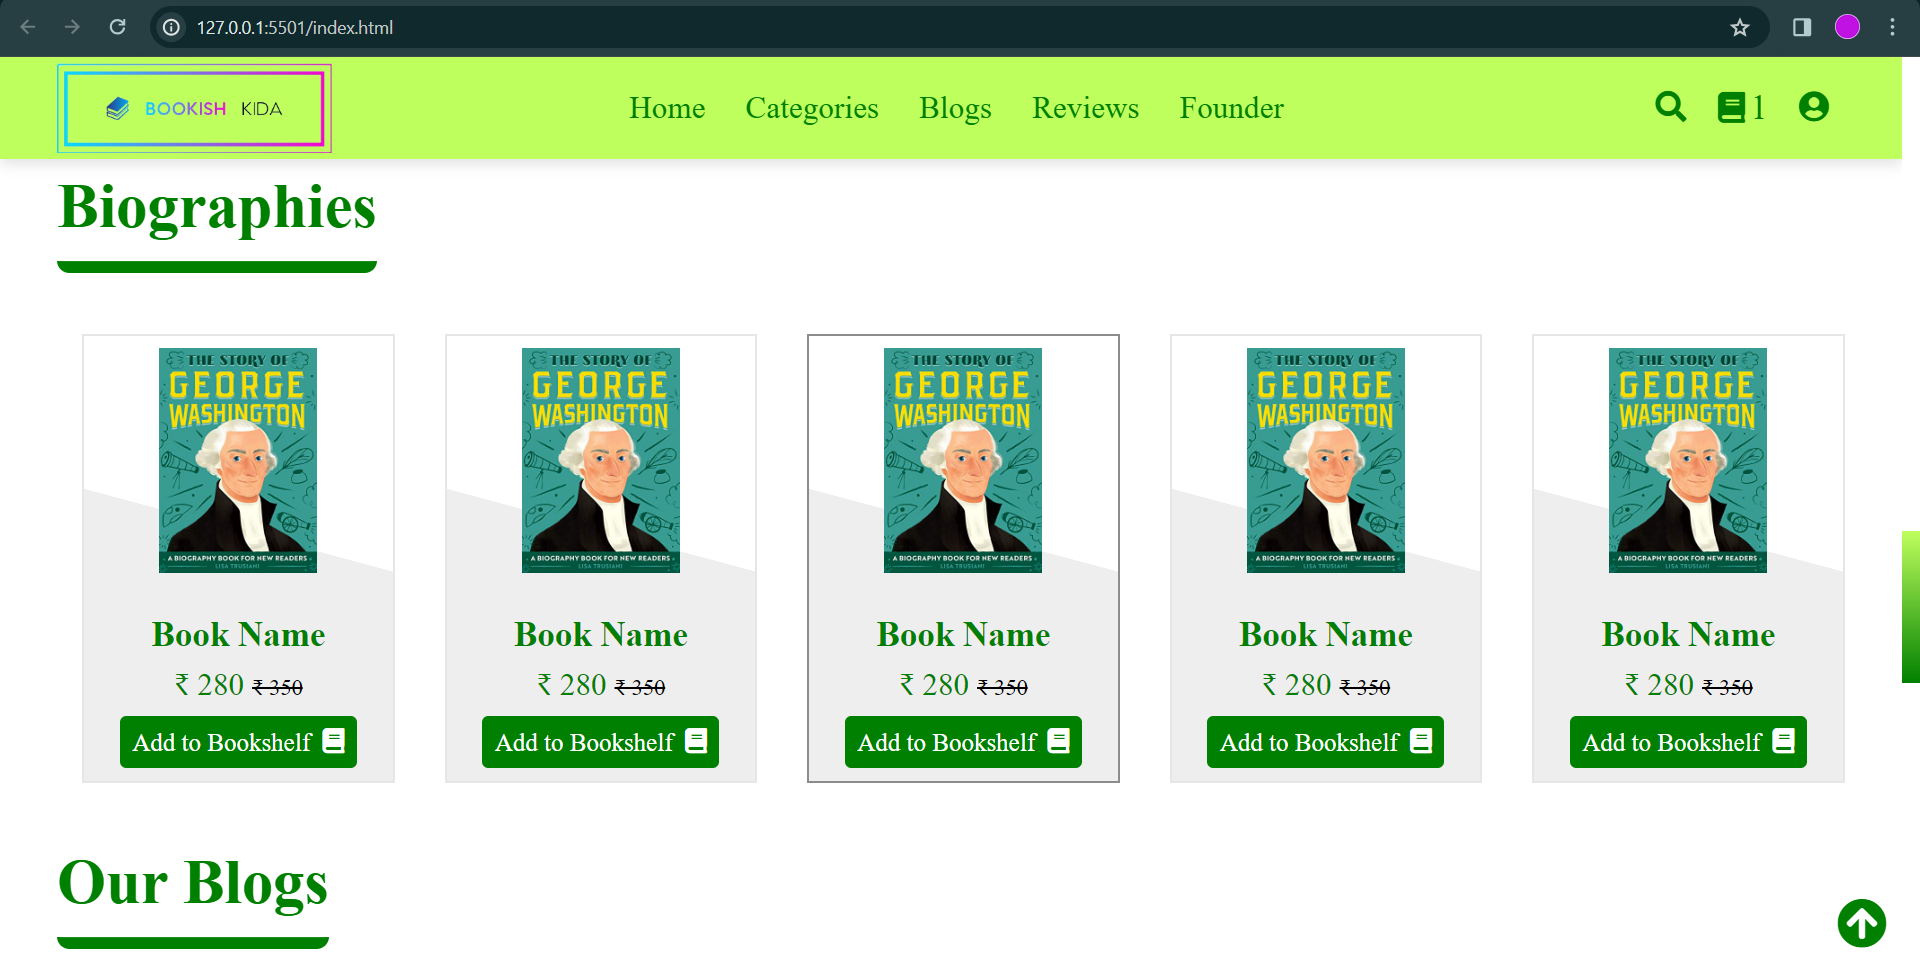 127.0.0.1:5501/index.html
BOOKISH KIDA
Home Categories Blogs Reviews Founder 1
Biographies
THE STORY OF THE STORY OF THE STORY OF THE STORY OF THE STORY OF
GEORGE GEORGE GEORGE GEORGE GEORGE
WASHINGTON WASHINGTON WASHINGTON WASHINGTON WASHINGTON
A BIOGRAPHY BOOK FOR NEW READERS A BIOGRAPHY BOOK FOR NEW READERS A BIOGRAPHY BOOK FOR NEW READERS A BIOGRAPHY BOOK FOR NEW READERS A BIOGRAPHY BOOK FOR NEW READERS
LISA TRUSIANI LISA TRUSIANI LISA TRUSIANI LISA TRUSIANI LISA TRUSIANI
Book Name Book Name Book Name Book Name Book Name
₹ 280 ₹ 350 ₹ 280 ₹ 350 ₹ 280 ₹ 350 ₹ 280 ₹ 350 ₹ 280 ₹ 350
Add to Bookshelf Add to Bookshelf Add to Bookshelf Add to Bookshelf Add to Bookshelf
Our Blogs